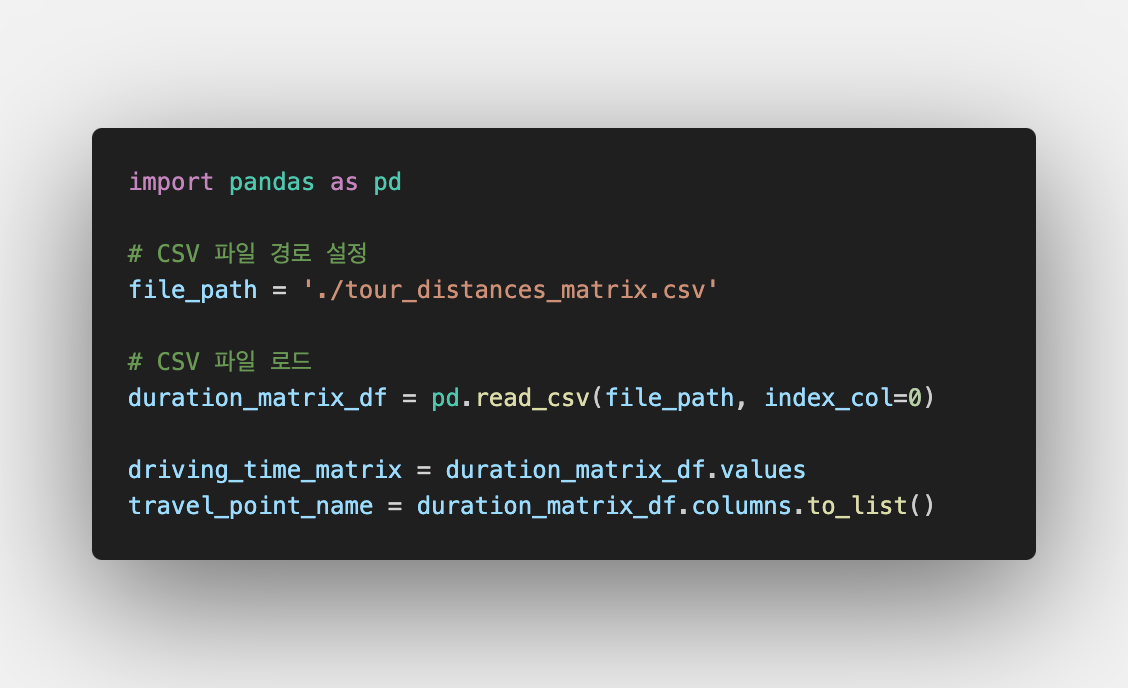 import pandas as pd
# CSV 파일 경로 설정
file_path = './tour_distances_matrix.csv'
# CSV 파일 로드
duration_matrix_df = pd.read_csv(file_path, index_col=0)
driving_time_matrix = duration_matrix_df.values
travel_point_name = duration_matrix_df.columns.to_list()